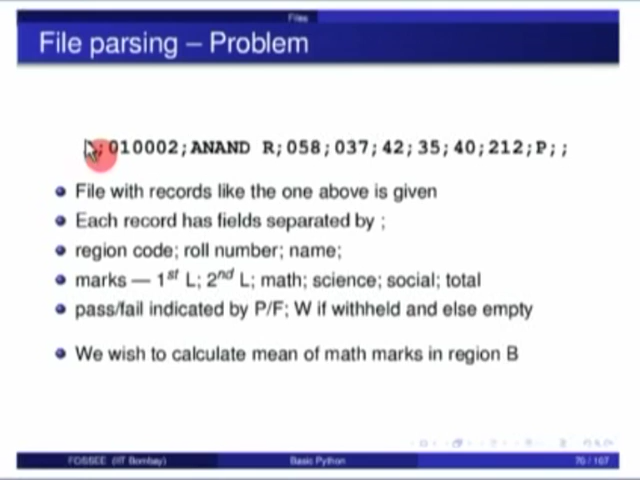 Files
File parsing – Problem
;010002;ANAND R;058;037;42;35;40;212;P;;
File with records like the one above is given
Each record has fields separated by ;
region code; roll number; name;
marks — 1st L; 2nd L; math; science; social; total
pass/fail indicated by P/F; W if withheld and else empty
We wish to calculate mean of math marks in region B
FOSSEE (IIT Bombay) Basic Python 70 / 167